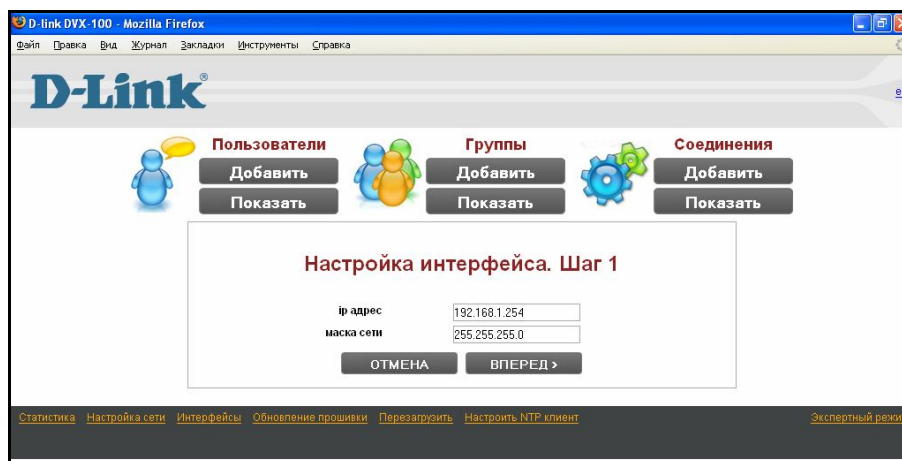 D-link DVX-100 - Mozilla Firefox
Файл Правка Вид Журнал Закладки Инструменты Справка
D-Link®
Пользователи Группы Соединения
Добавить Добавить Добавить
Показать Показать Показать
Настройка интерфейса. Шаг 1
ip адрес 192.168.1.254
маска сети 255.255.255.0
ОТМЕНА ВПЕРЕД >
Статистика Настройка сети Интерфейсы Обновление прошивки Перезагрузить Настроить NTP клиент Экспертный режи